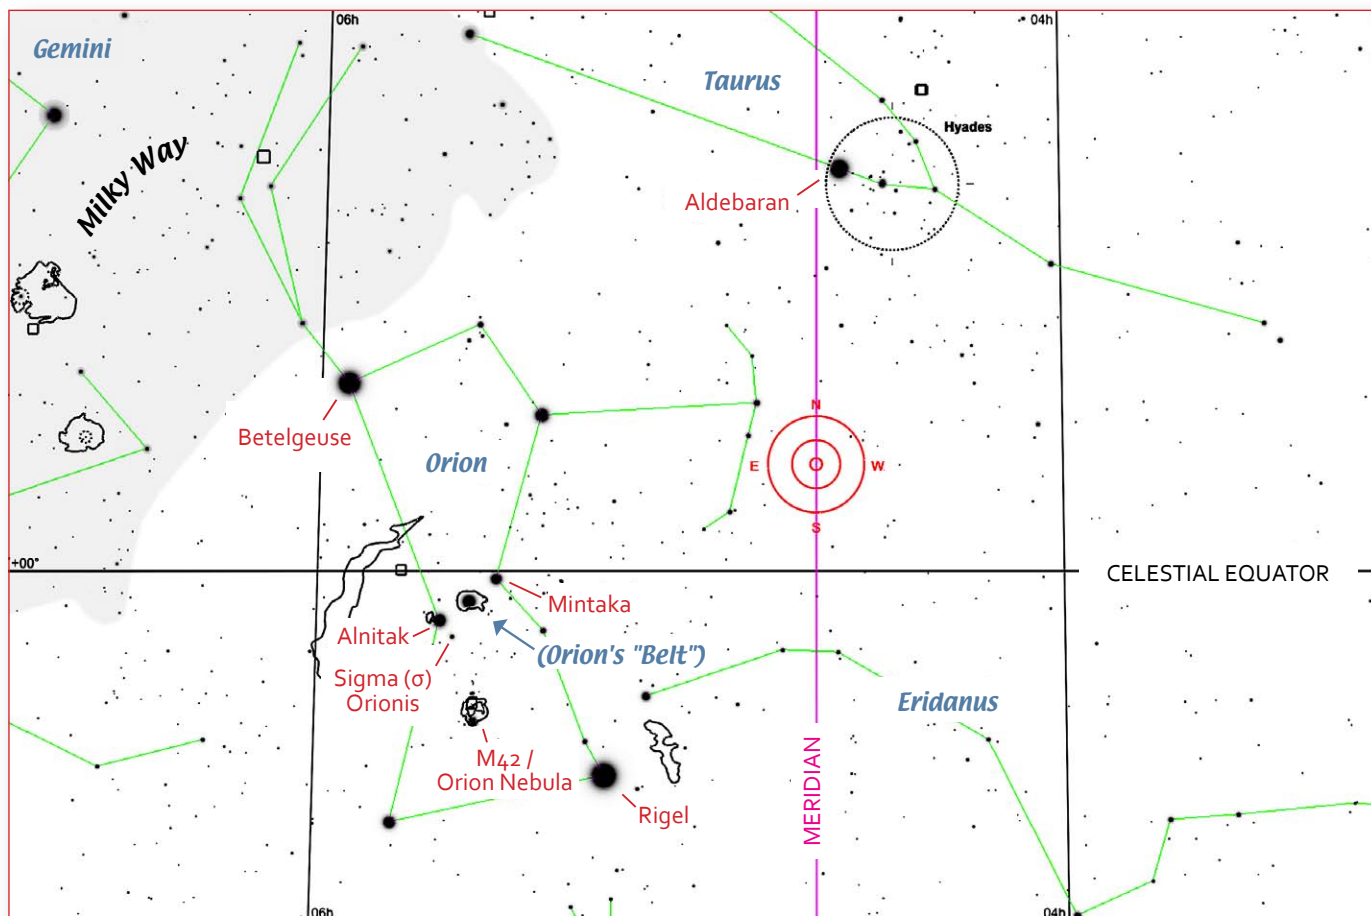 06h
04h
Gemini
Taurus
Hyades
Milky Way
Aldebaran
N
Betelgeuse
Orion
E
W
S
+00°
CELESTIAL EQUATOR
Mintaka
Alnitak
(Orion's "Belt")
Sigma (σ)
Orionis
Eridanus
M42 /
Orion Nebula
MERIDIAN
Rigel
06h
04h